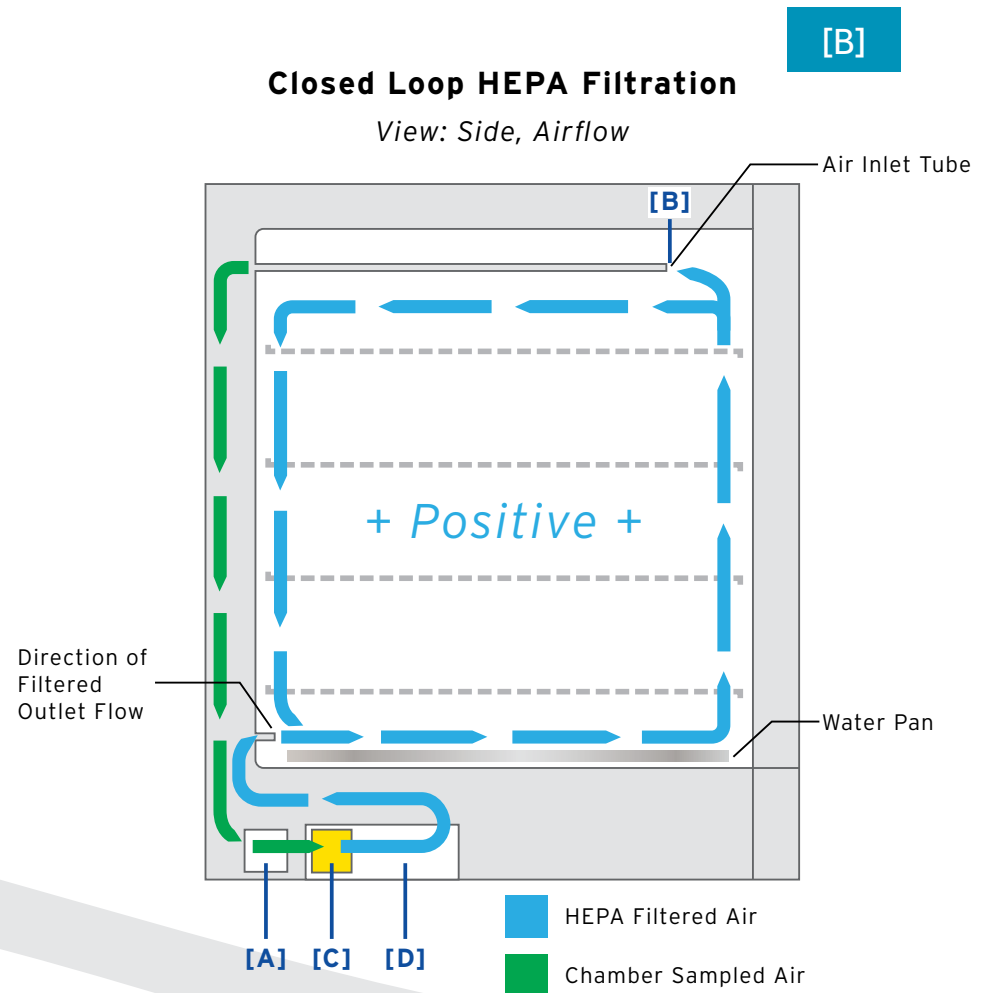 [B]
Closed Loop HEPA Filtration
View: Side, Airflow
Air Inlet Tube
[B]
+ Positive +
Direction of
Filtered
Outlet Flow
Water Pan
[A]
[C]
[D]
HEPA Filtered Air
Chamber Sampled Air